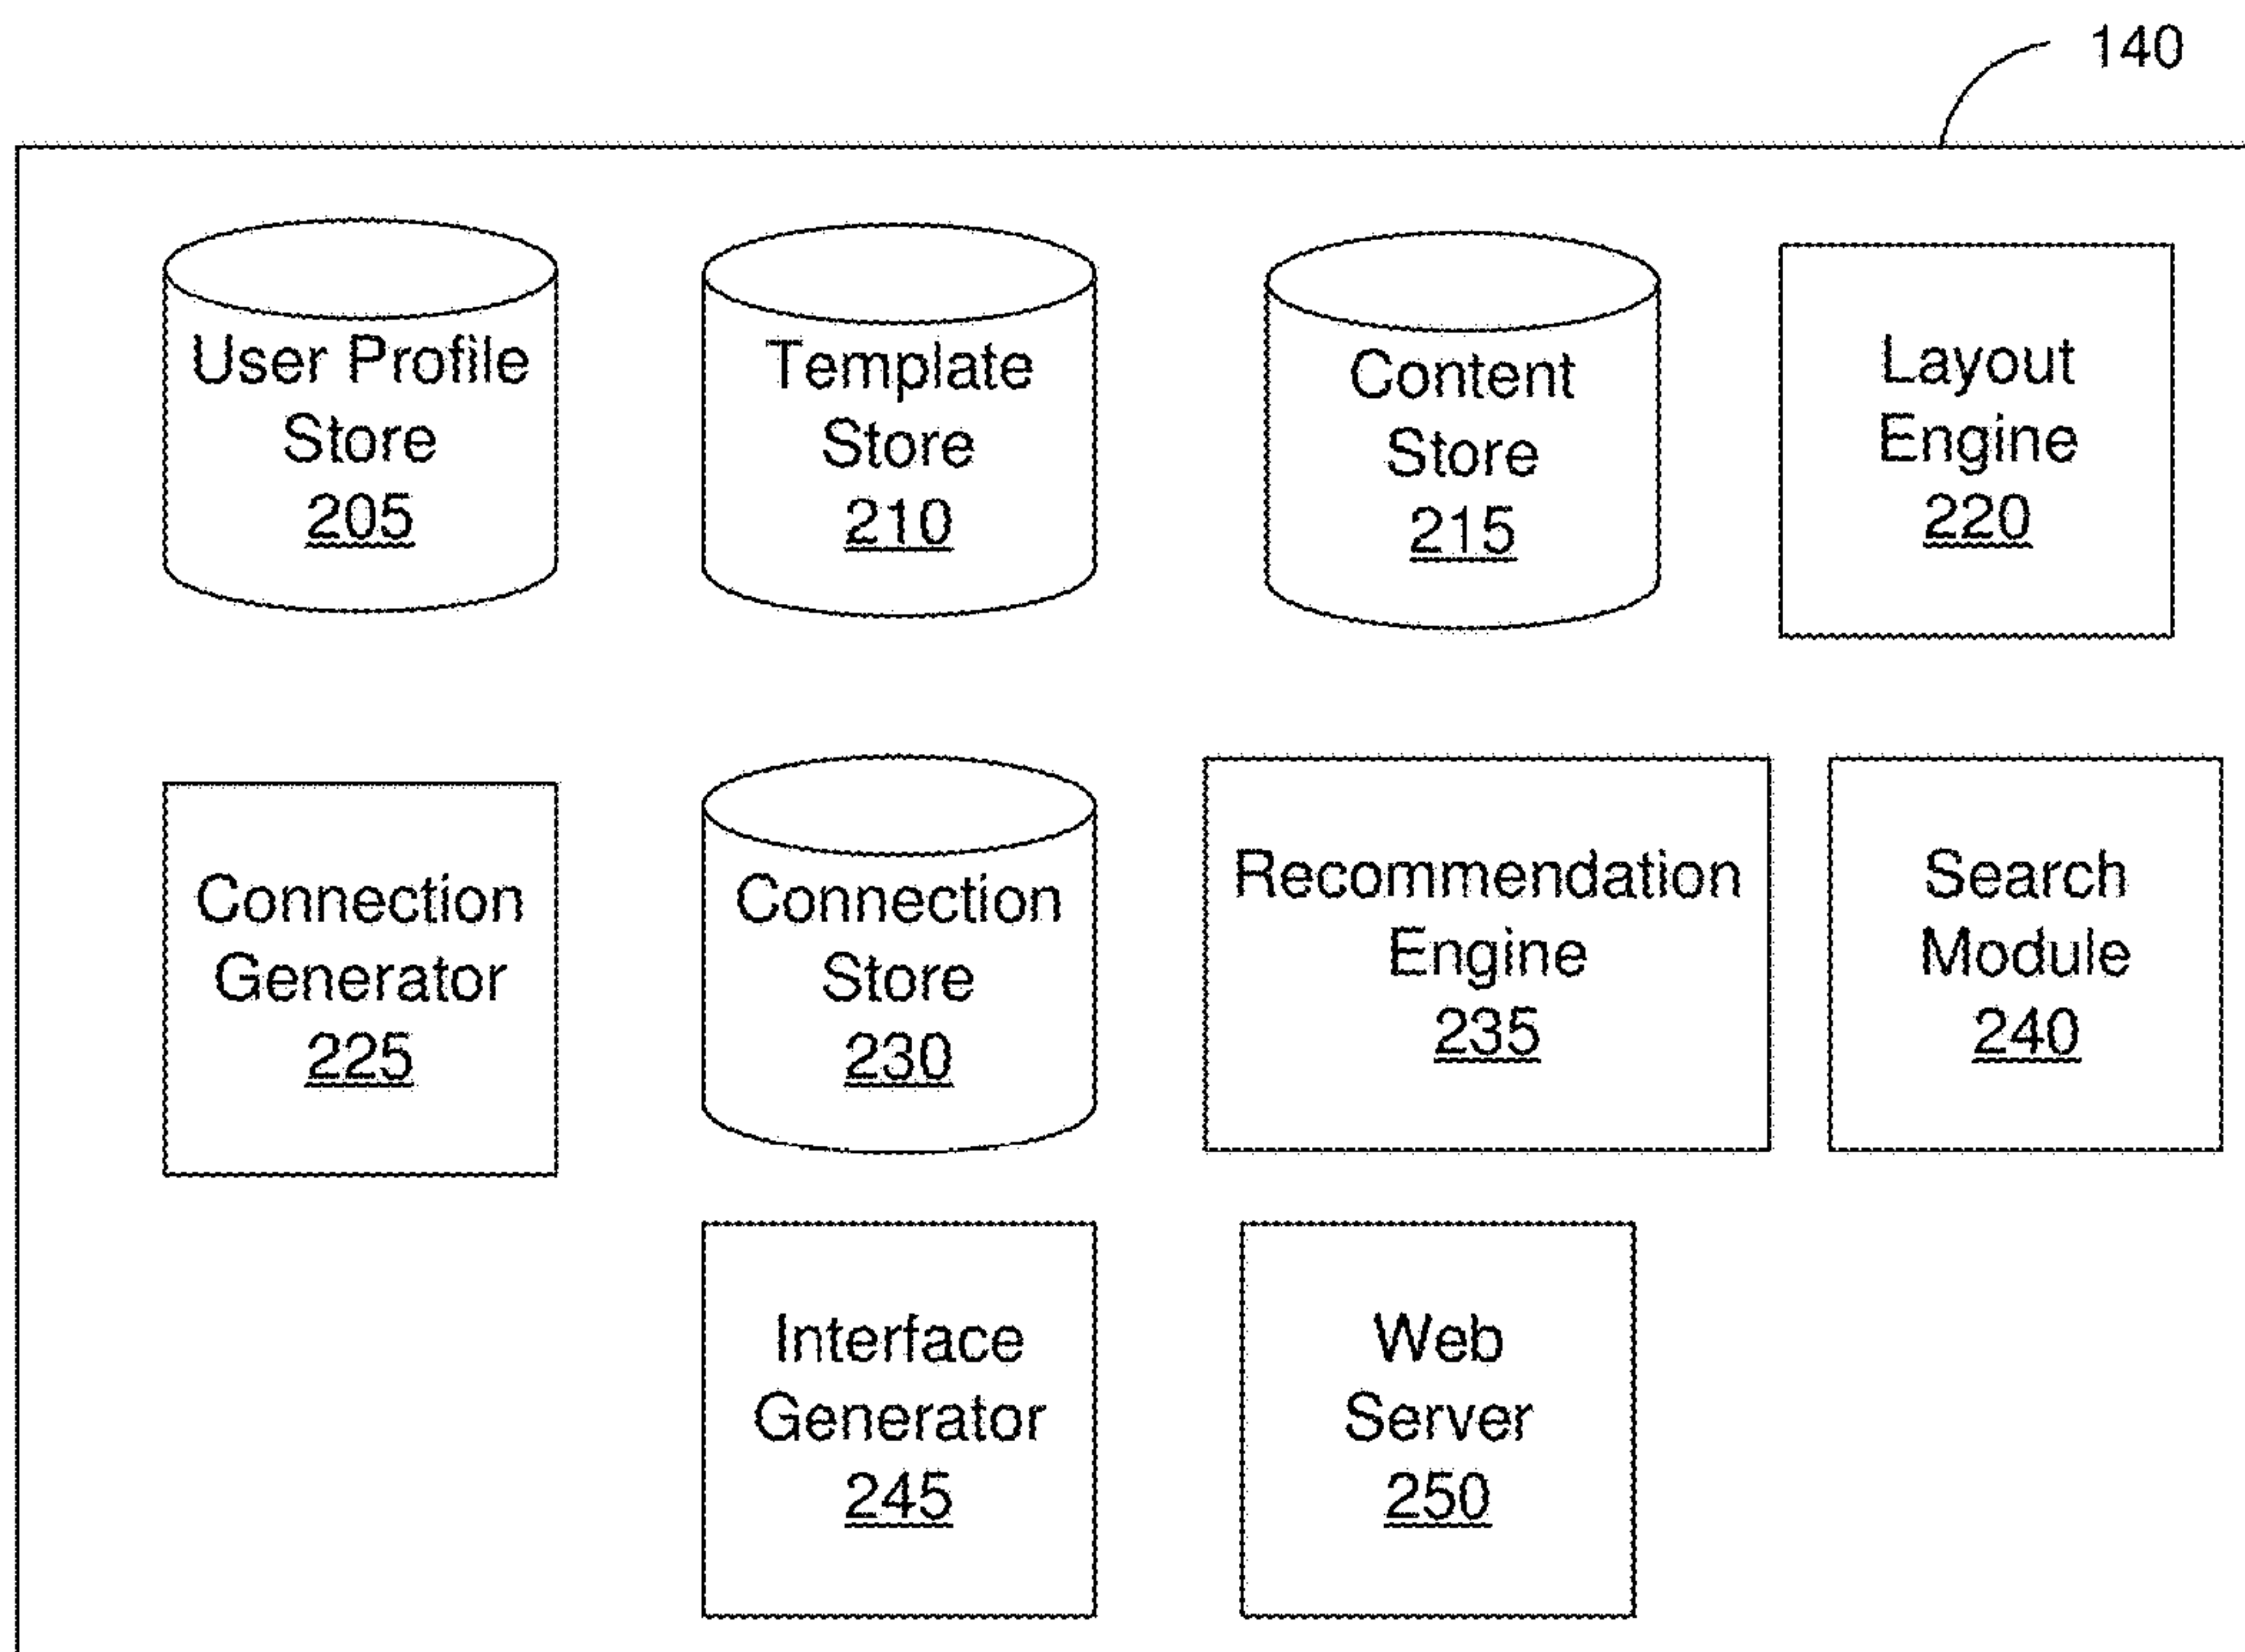 140
User Profile
Store
205
Template
Store
210
Content
Store
215
Layout
Engine
220
Connection
Generator
225
Connection
Store
230
Recommendation
Engine
235
Search
Module
240
Interface
Generator
245
Web
Server
250